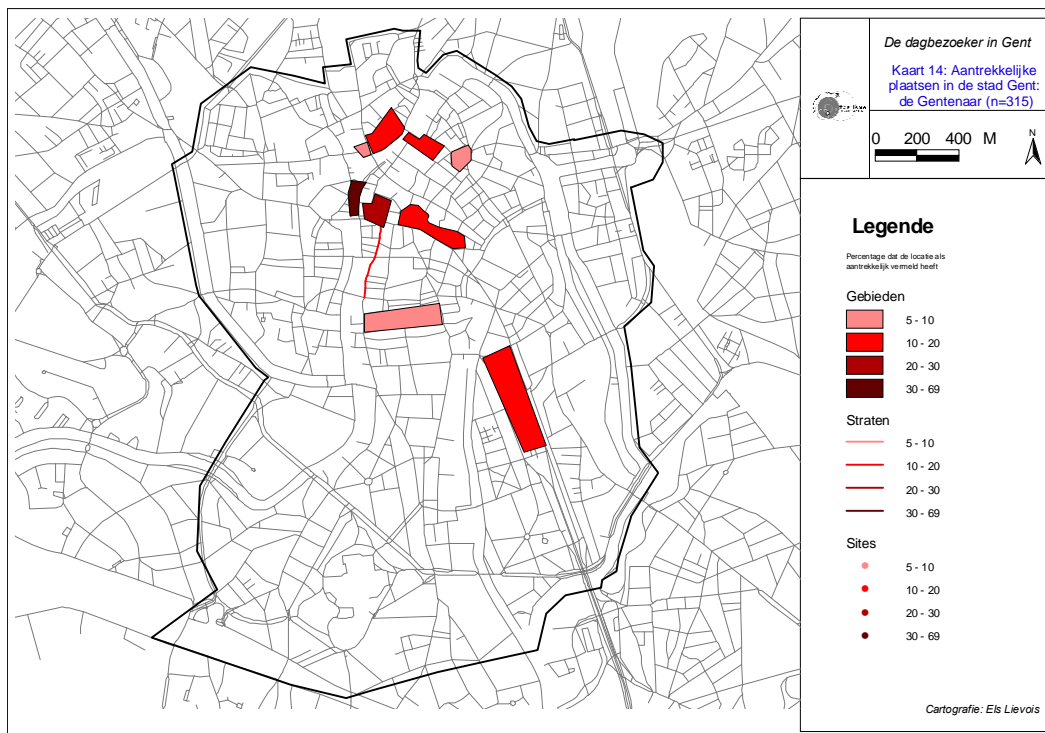 De dagbezoeker in Gent
Kaart 14: Aantrekkelijke
plaatsen in de stad Gent:
de Gentenaar (n=315)
0 200 400 M
N
Legende
Percentage dat de locatie als
aantrekkelijk vermeld heeft
Gebieden
5 - 10
10 - 20
20 - 30
30 - 69
Straten
5 - 10
10 - 20
20 - 30
30 - 69
Sites
5 - 10
10 - 20
20 - 30
30 - 69
Cartografie: Els Lievois